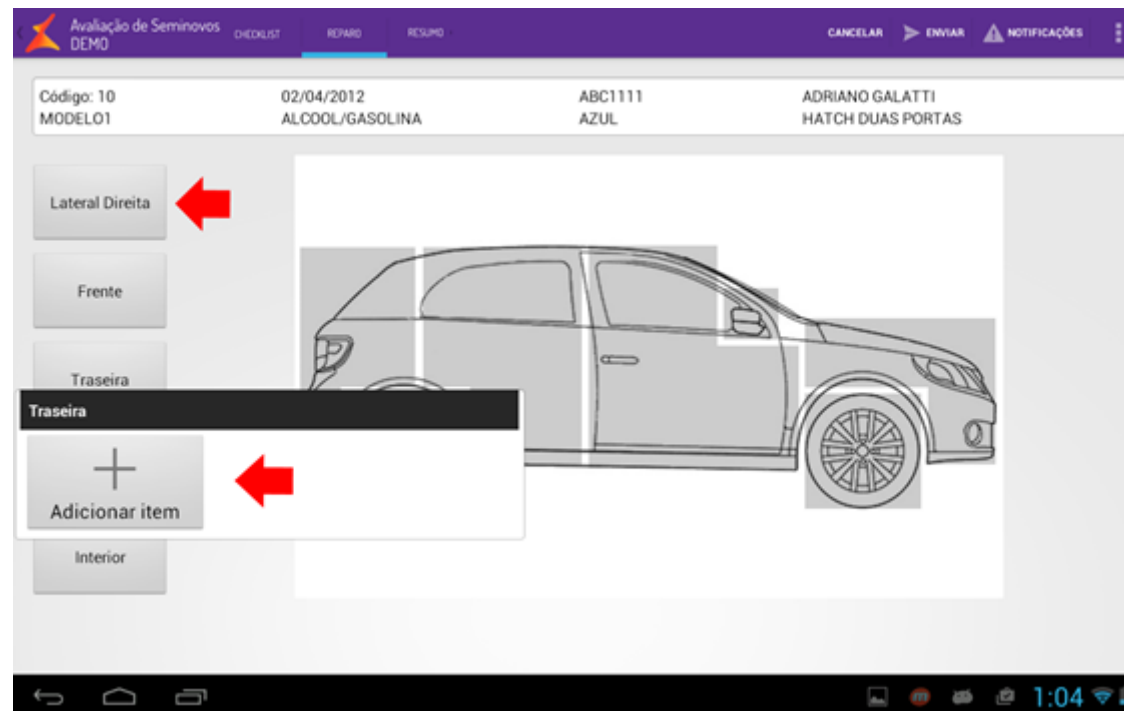 Avaliação de Seminovos
DEMO
CHECKLIST
REPARO
RESUMO
CANCELAR
ENVIAR
NOTIFICAÇÕES
Código: 10
02/04/2012
ABC1111
ADRIANO GALATTI
MODELO1
ALCOOL/GASOLINA
AZUL
HATCH DUAS PORTAS
Lateral Direita
Frente
Traseira
Traseira
Adicionar item
Interior
1:04